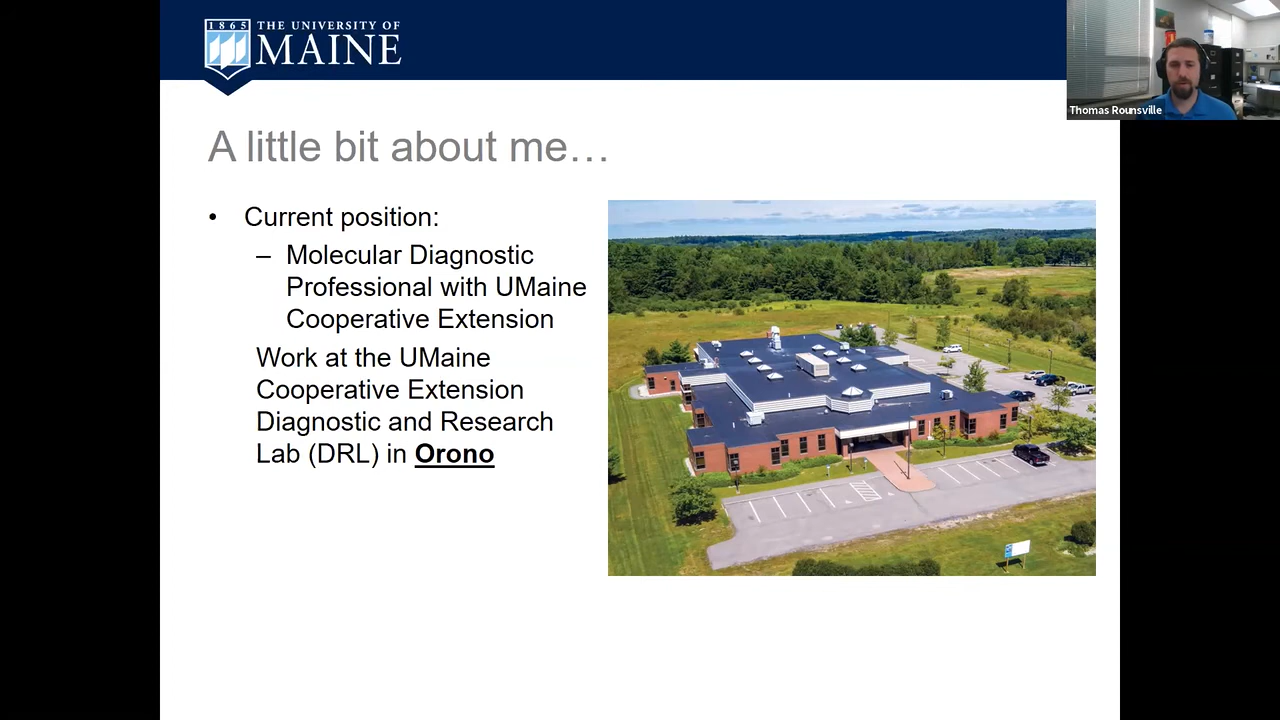 1865
THE UNIVERSITY OF
MAINE
Thomas Rounsville
A little bit about me…
• Current position:
– Molecular Diagnostic
Professional with UMaine
Cooperative Extension
Work at the UMaine
Cooperative Extension
Diagnostic and Research
Lab (DRL) in Orono